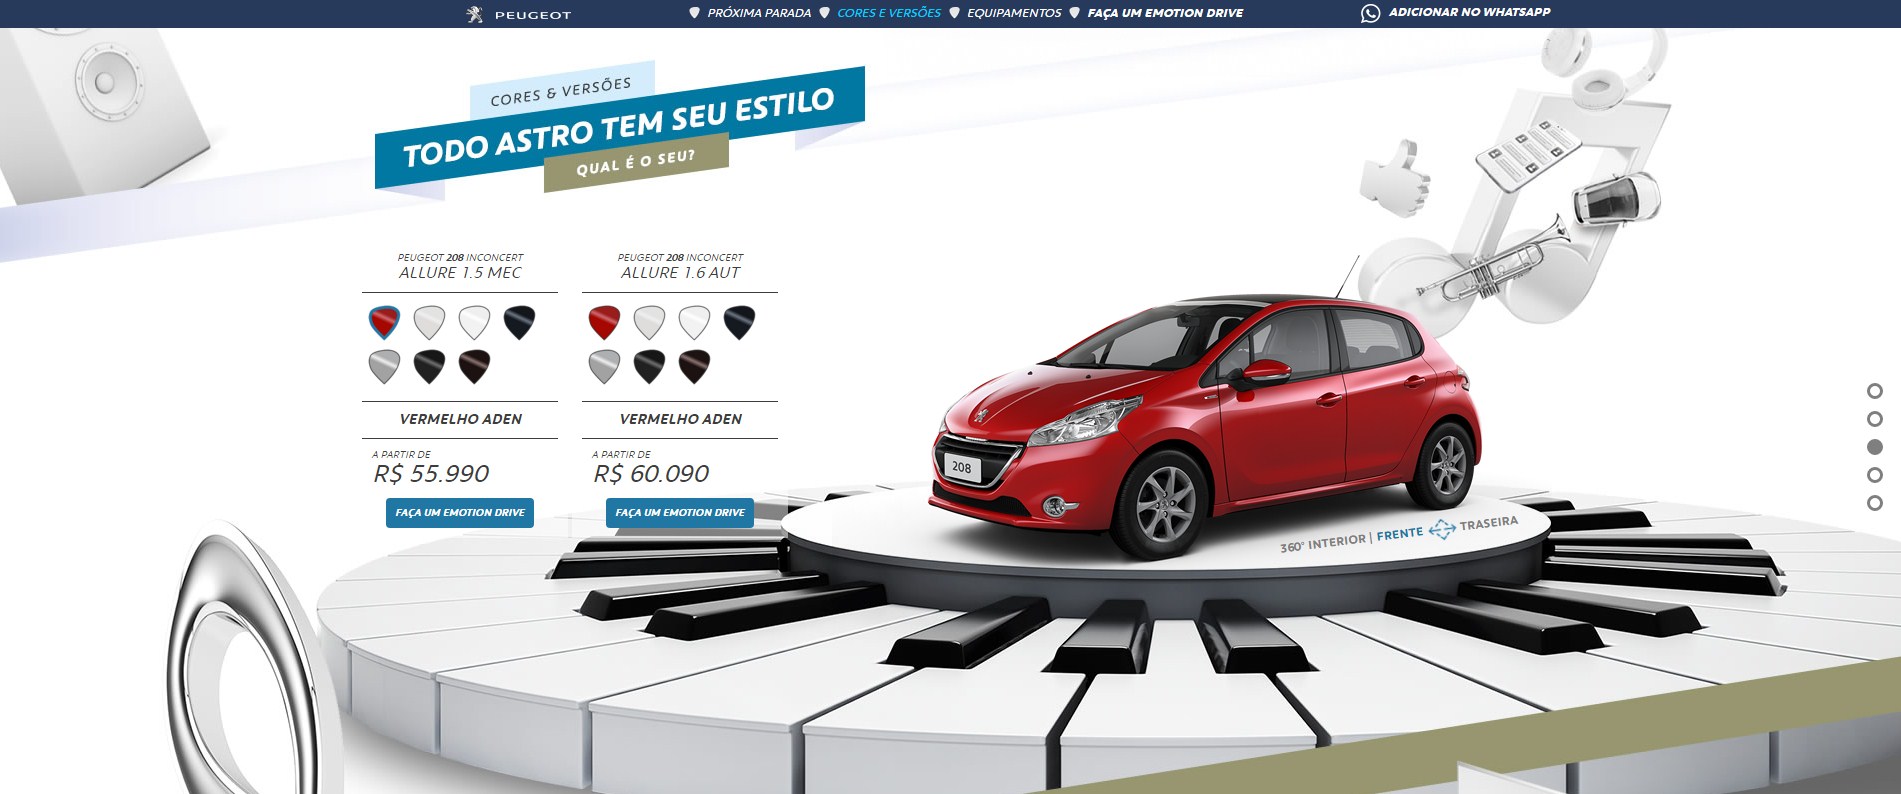 PEUGEOT
PRÓXIMA PARADA
CORES E VERSÕES
EQUIPAMENTOS
FAÇA UM EMOTION DRIVE
ADICIONAR NO WHATSAPP
CORES & VERSÕES
TODO ASTRO TEM SEU ESTILO
QUAL É O SEU?
PEUGEOT 208 INCONCERT
ALLURE 1.5 MEC
VERMELHO ADEN
A PARTIR DE
R$ 55.990
FAÇA UM EMOTION DRIVE
PEUGEOT 208 INCONCERT
ALLURE 1.6 AUT
VERMELHO ADEN
A PARTIR DE
R$ 60.090
FAÇA UM EMOTION DRIVE
208
360° INTERIOR | FRENTE TRASEIRA